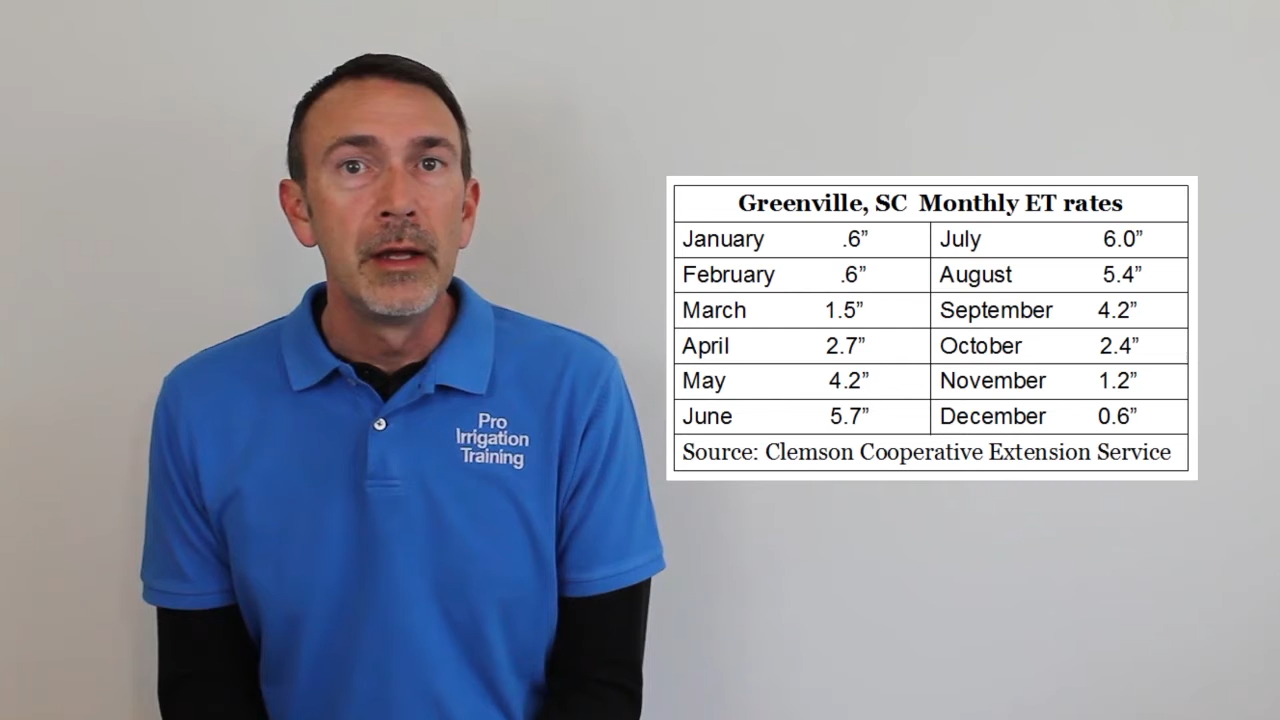 Greenville, SC Monthly ET rates
January .6” July 6.0”
February .6” August 5.4”
March 1.5” September 4.2”
April 2.7” October 2.4”
May 4.2” November 1.2”
June 5.7” December 0.6”
Source: Clemson Cooperative Extension Service
Pro
Irrigation
Training